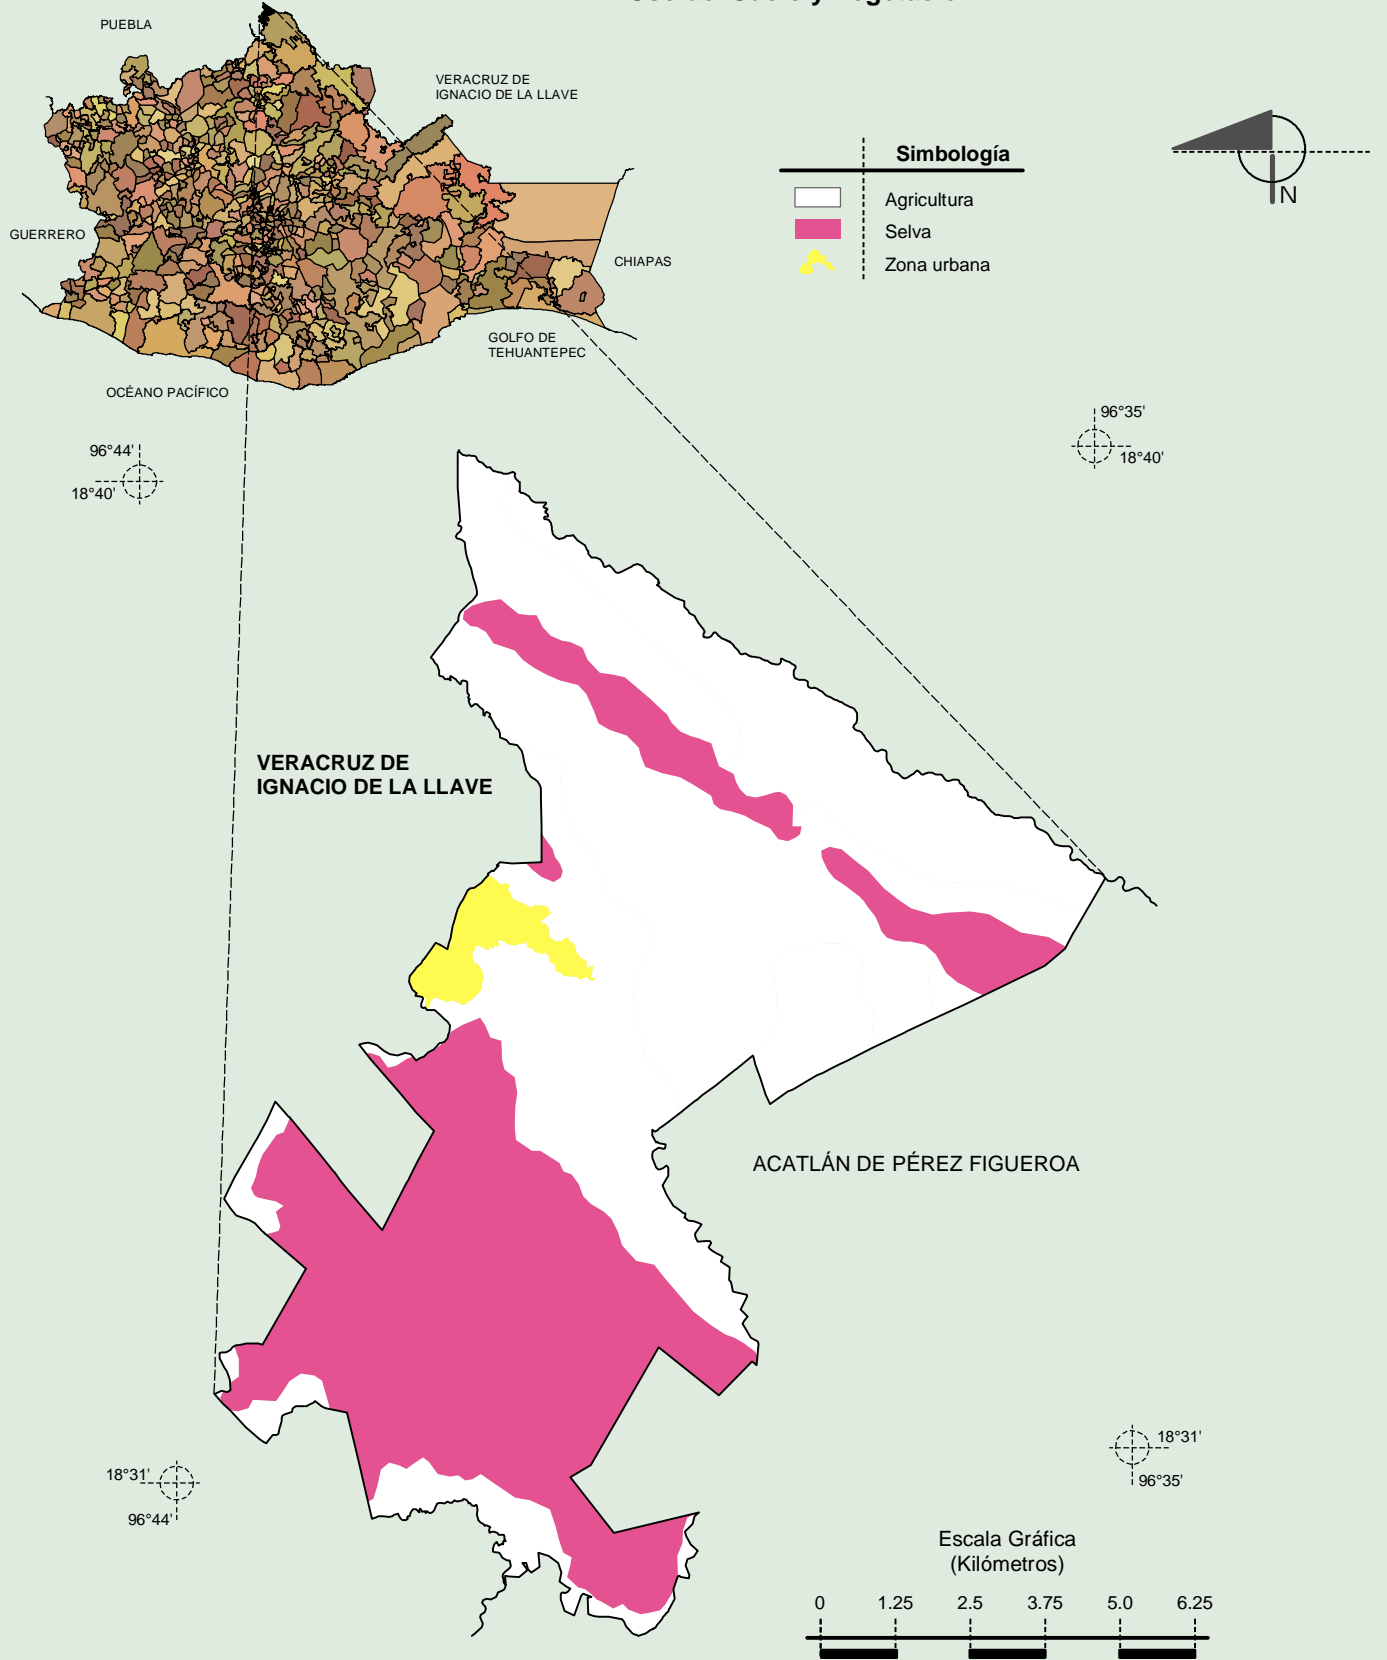 PUEBLA
VERACRUZ DE
IGNACIO DE LA LLAVE
GUERRERO
CHIAPAS
GOLFO DE
TEHUANTEPEC
OCÉANO PACÍFICO
Simbología
Agricultura
Selva
Zona urbana
N
96°44'
18°40'
96°35'
18°40'
VERACRUZ DE
IGNACIO DE LA LLAVE
ACATLÁN DE PÉREZ FIGUEROA
18°31'
96°44'
18°31'
96°35'
Escala Gráfica
(Kilómetros)
0 1.25 2.5 3.75 5.0 6.25